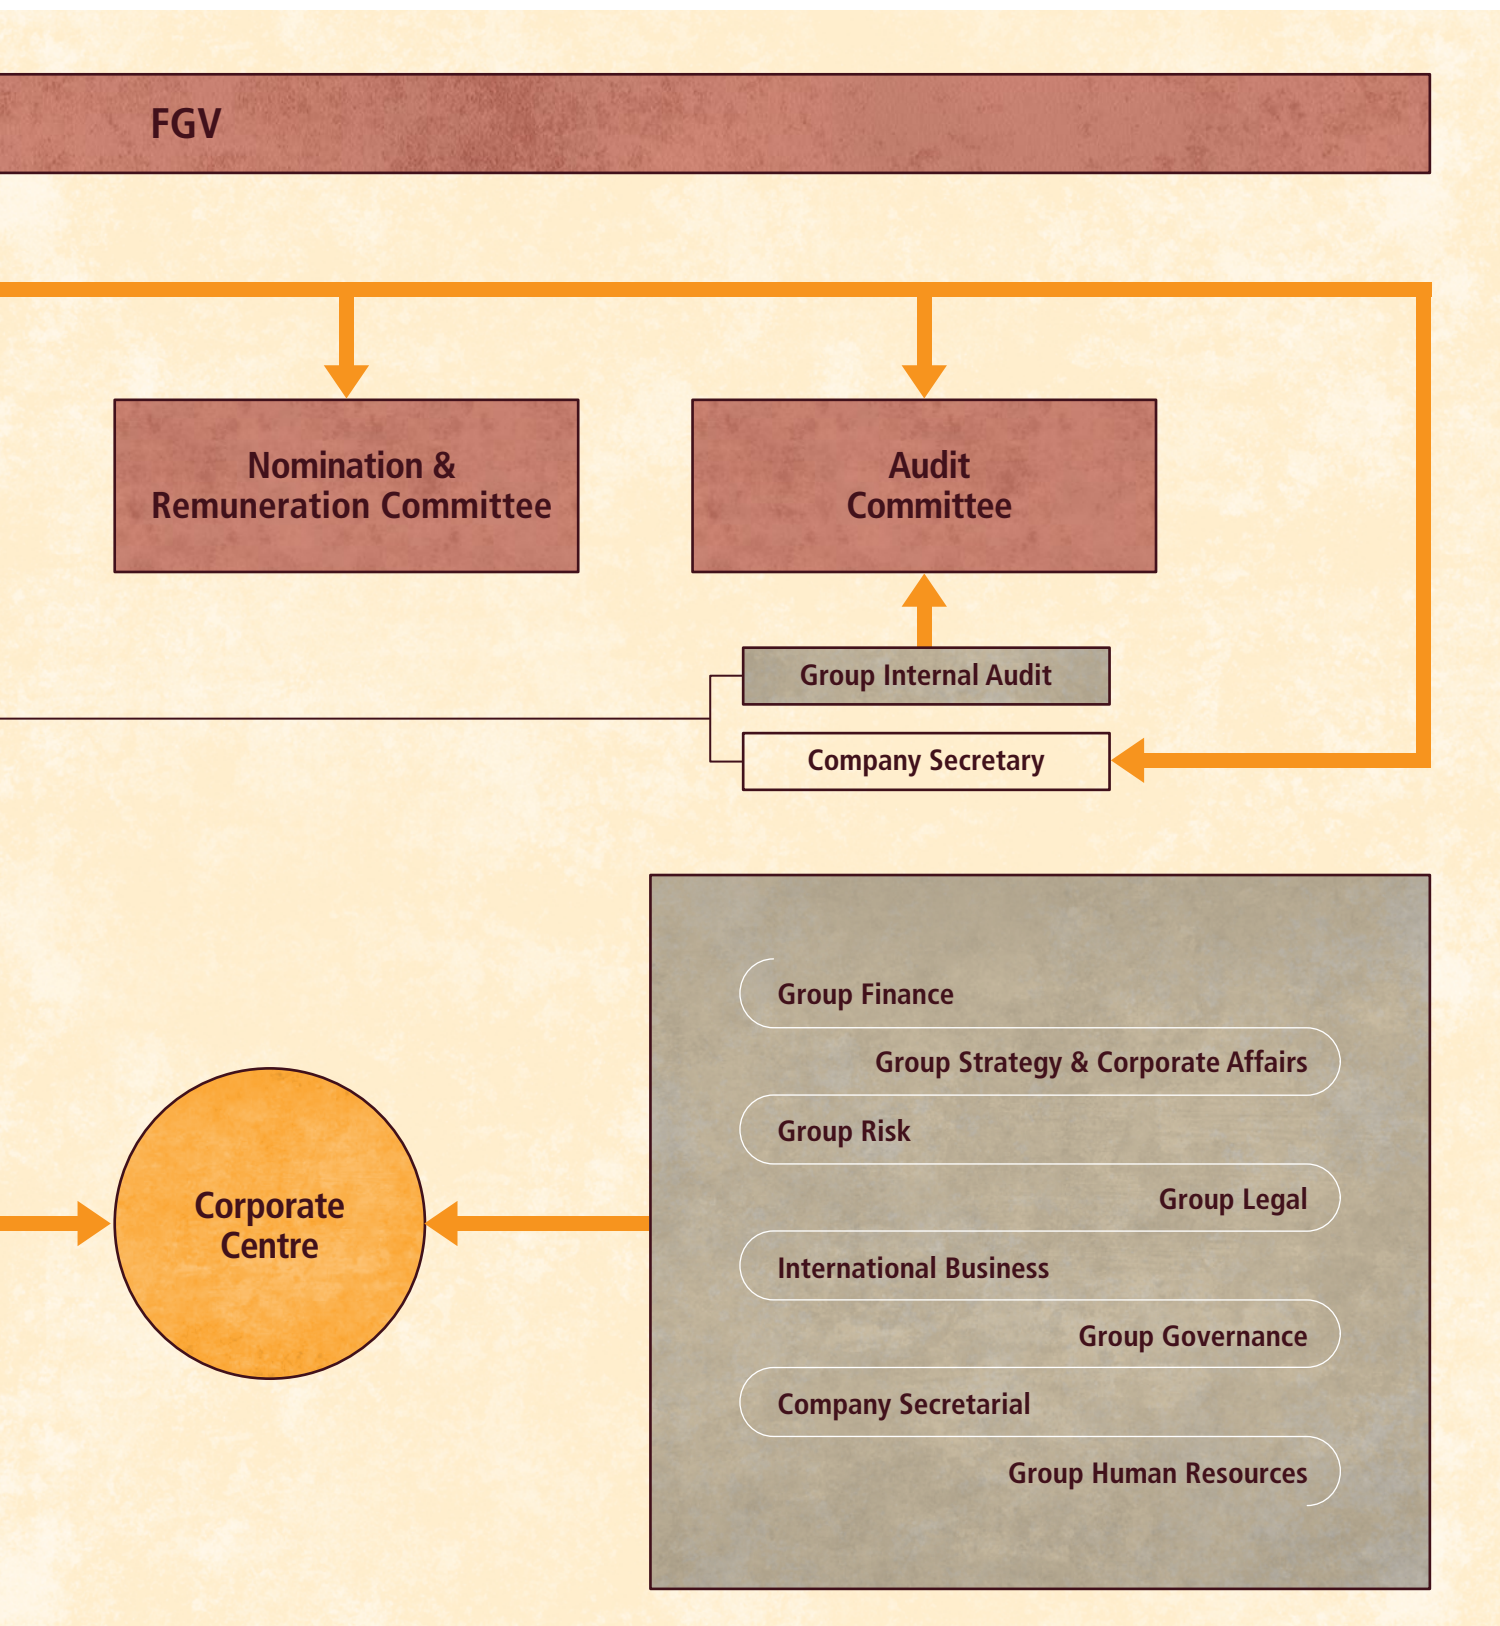 FGV
Nomination &
Remuneration Committee
Audit
Committee
Group Internal Audit
Company Secretary
Corporate
Centre
Group Finance
Group Strategy & Corporate Affairs
Group Risk
Group Legal
International Business
Group Governance
Company Secretarial
Group Human Resources